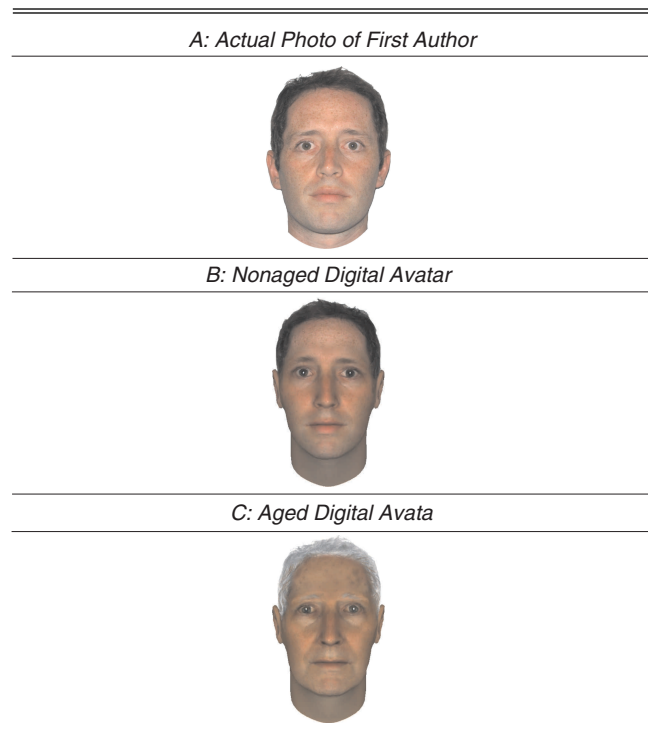 A: Actual Photo of First Author
B: Nonaged Digital Avatar
C: Aged Digital Avata